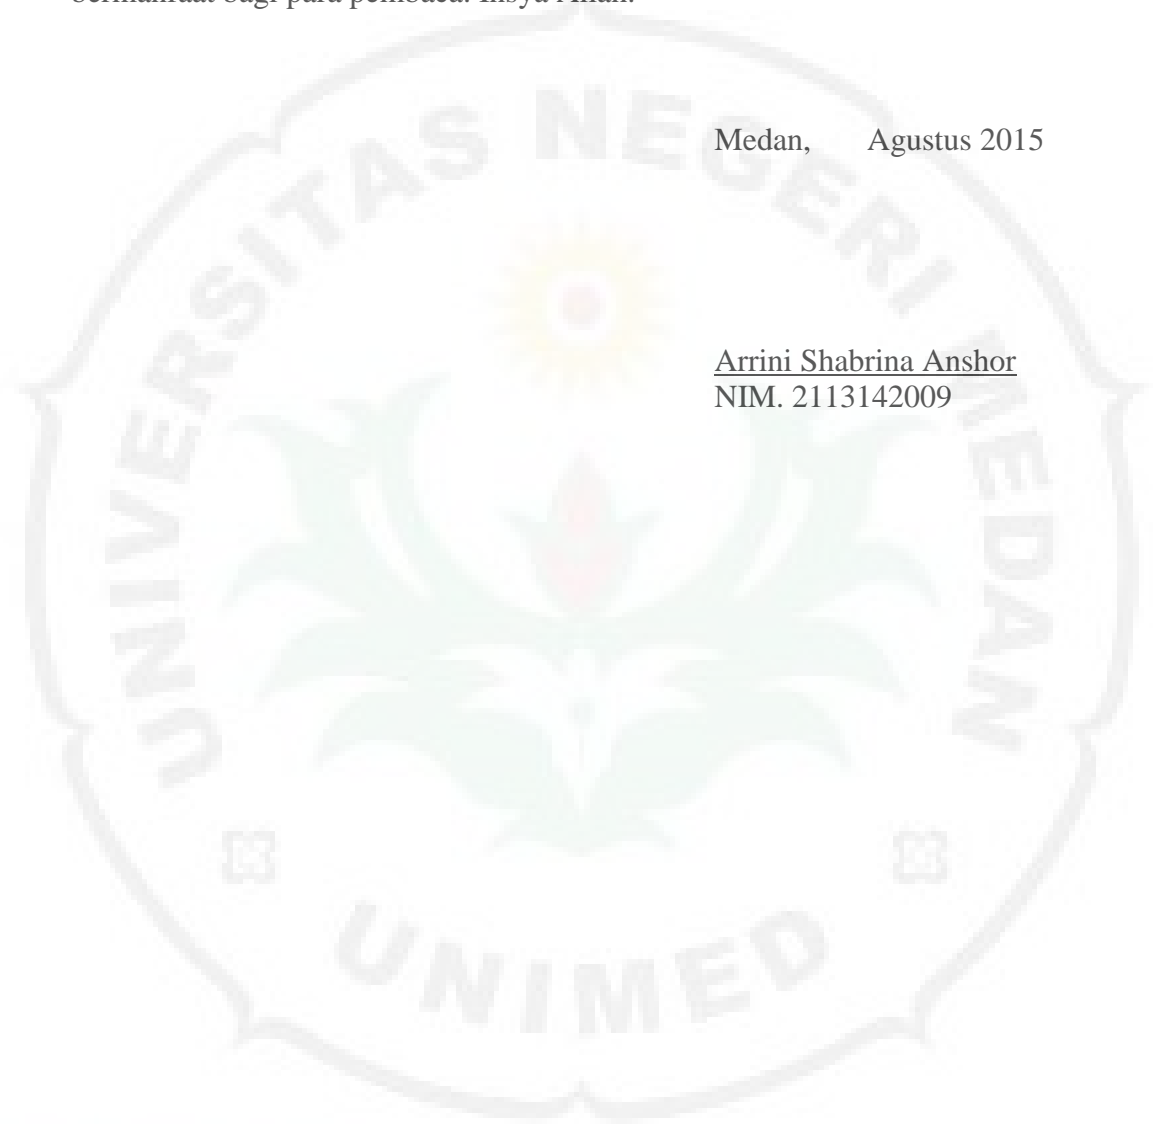 bermanfaat bagi para pembaca. Insya Allah.
Medan, Agustus 2015
Arrini Shabrina Anshor
NIM. 2113142009
UNIVERSITAS NEGERI MEDAN
UNIMED